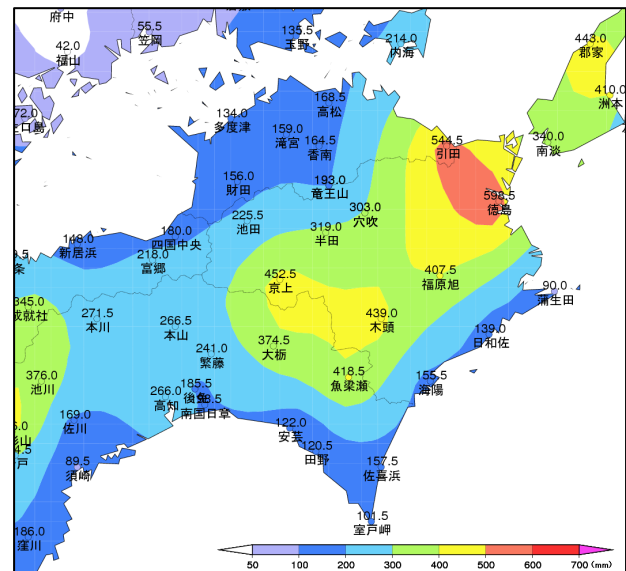 府中
55.5
笠岡
135.5
玉野
214.0
内海
443.0
郡家
42.0
福山
410.0
洲本
168.5
高松
134.0
多度津
159.0
滝宮
164.5
香南
544.5
引田
340.0
南淡
156.0
財田
193.0
竜王山
598.5
徳島
303.0
穴吹
225.5
池田
319.0
半田
180.0
四国中央
148.0
新居浜
218.0
富郷
452.5
京上
407.5
福原旭
90.0
蒲生田
345.0
成就社
271.5
本川
266.5
本山
439.0
木頭
139.0
日和佐
241.0
繁藤
374.5
大栃
376.0
池川
418.5
魚梁瀬
155.5
海陽
185.5
後免
266.0
高知
南国日章
169.0
佐川
122.0
安芸
120.5
田野
89.5
須崎
157.5
佐喜浜
101.5
室戸岬
186.0
窪川
50 100 200 300 400 500 600 700 (mm)